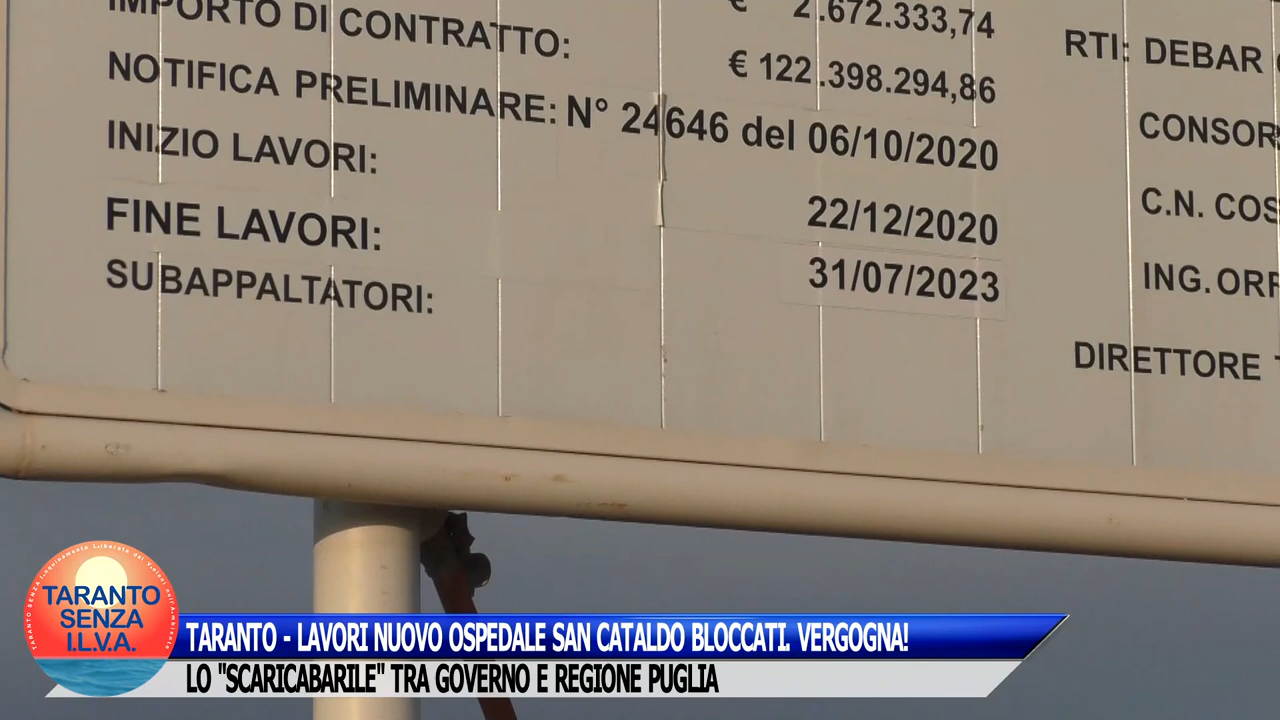 IMPORTO DI CONTRATTO:
€ 2.672.333,74
€ 122.398.294,86
NOTIFICA PRELIMINARE: N° 24646 del 06/10/2020
INIZIO LAVORI:
22/12/2020
FINE LAVORI:
31/07/2023
SUBAPPALTATORI:
RTI: DEBAR
CONSOR
C.N. COS
ING. ORF
DIRETTORE
TARANTO SENZA I.L.V.A.
TARANTO
SENZA
I.L.V.A.
TARANTO - LAVORI NUOVO OSPEDALE SAN CATALDO BLOCCATI. VERGOGNA!
LO "SCARICABARILE" TRA GOVERNO E REGIONE PUGLIA